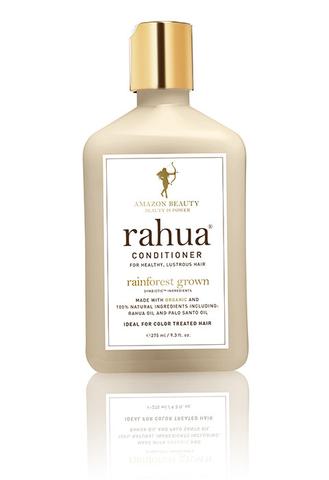 AMAZON BEAUTY
BEAUTY IS POWER
rahua®
CONDITIONER
FOR HEALTHY, LUSTROUS HAIR
rainforest grown
SYMBIOTIC™ INGREDIENTS
MADE WITH ORGANIC AND
100% NATURAL INGREDIENTS INCLUDING:
RAHUA OIL AND PALO SANTO OIL
IDEAL FOR COLOR TREATED HAIR
℮275 ml / 9.3 fl. oz.